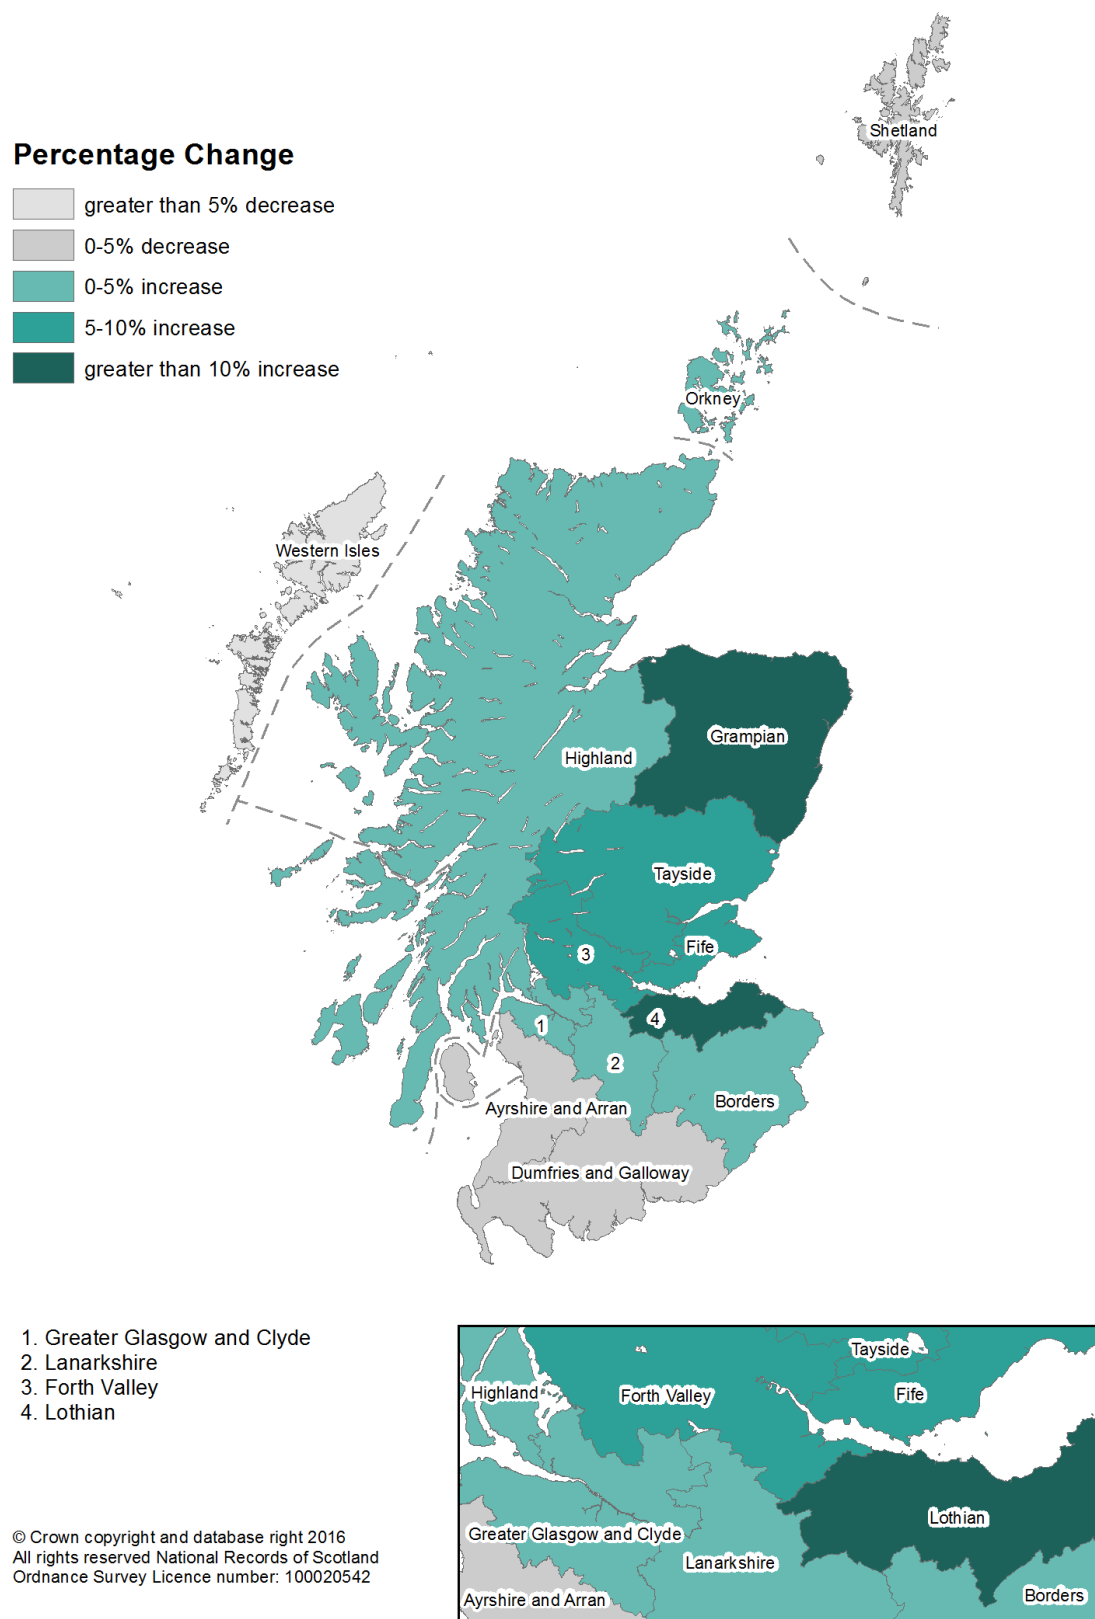 Shetland
Percentage Change
greater than 5% decrease
0-5% decrease
0-5% increase
5-10% increase
greater than 10% increase
Orkney
Western Isles
Grampian
Highland
Tayside
Fife
3
4
1
2
Borders
Ayrshire and Arran
Dumfries and Galloway
1. Greater Glasgow and Clyde
2. Lanarkshire
3. Forth Valley
4. Lothian
Tayside
Highland
Forth Valley
Fife
Lothian
Greater Glasgow and Clyde
Lanarkshire
Borders
Ayrshire and Arran
© Crown copyright and database right 2016
All rights reserved National Records of Scotland
Ordnance Survey Licence number: 100020542